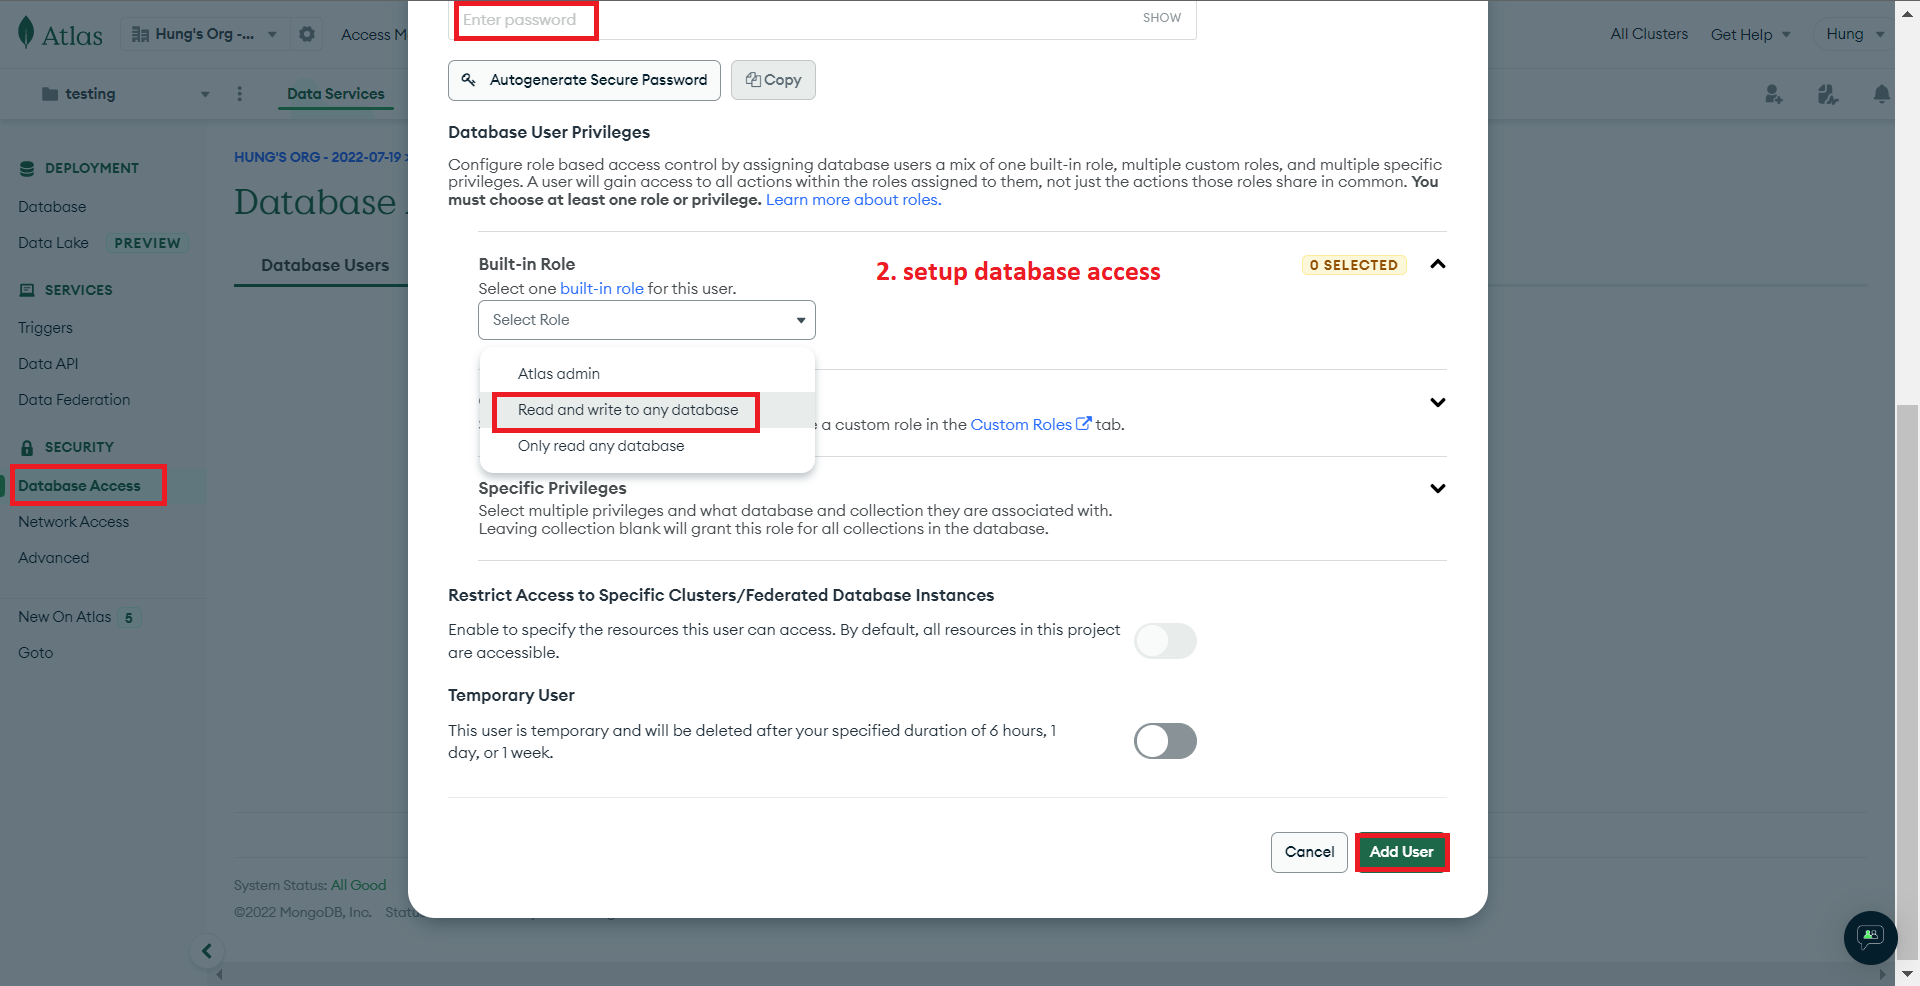 Enter password
SHOW
Atlas
Hung's Org -...
Access M
All Clusters
Get Help
Hung
testing
Data Services
Autogenerate Secure Password
Copy
Database User Privileges
Configure role based access control by assigning database users a mix of one built-in role, multiple custom roles, and multiple specific
privileges. A user will gain access to all actions within the roles assigned to them, not just the actions those roles share in common. You
must choose at least one role or privilege. Learn more about roles.
DEPLOYMENT
Database
Data Lake PREVIEW
SERVICES
Triggers
Data API
Data Federation
SECURITY
Database Access
Network Access
Advanced
New On Atlas 5
Goto
HUNG'S ORG - 2022-07-19 >
Database
Database Users
Built-in Role
2. setup database access
0 SELECTED
Select one built-in role for this user.
Select Role
Atlas admin
Read and write to any database
Only read any database
a custom role in the Custom Roles tab.
Specific Privileges
Select multiple privileges and what database and collection they are associated with.
Leaving collection blank will grant this role for all collections in the database.
Restrict Access to Specific Clusters/Federated Database Instances
Enable to specify the resources this user can access. By default, all resources in this project
are accessible.
Temporary User
This user is temporary and will be deleted after your specified duration of 6 hours, 1
day, or 1 week.
Cancel
Add User
System Status: All Good
©2022 MongoDB, Inc.
Statu